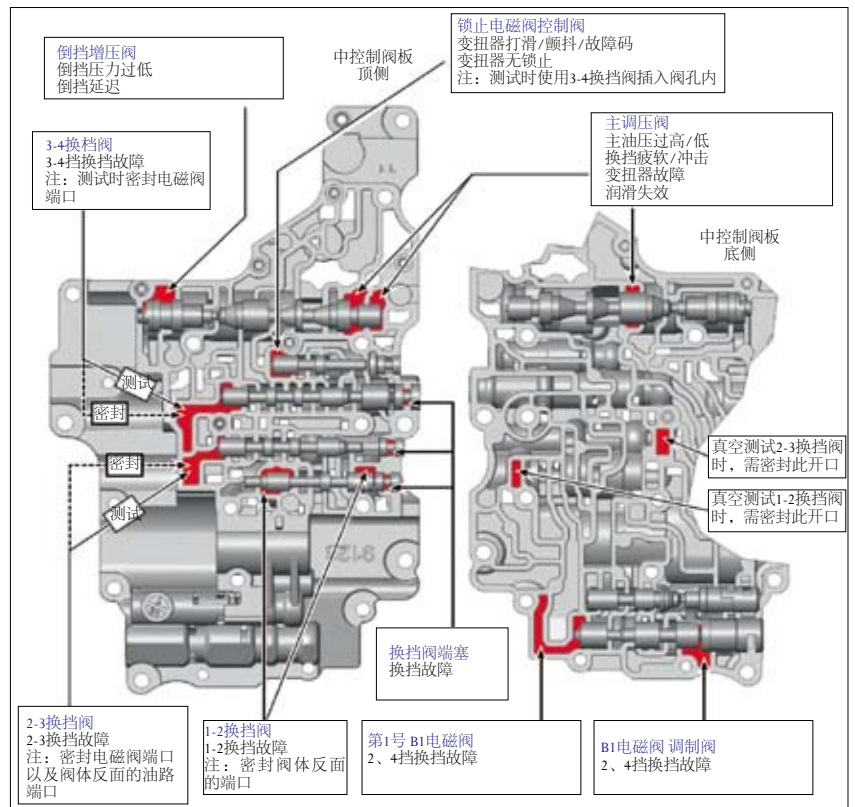 倒挡增压阀
倒挡压力过低
倒挡延迟
中控制阀板
顶侧
锁止电磁阀控制阀
变扭器打滑/颤抖/故障码
变扭器无锁止
注：测试时使用3-4换挡阀插入阀孔内
3-4换档阀
3-4挡换挡故障
注：测试时密封电磁阀
端口
主调压阀
主油压过高/低
换挡疲软/冲击
变扭器故障
润滑失效
中控制阀板
底侧
测试
密封
密封
测试
真空测试2-3换挡阀
时，需密封此开口
真空测试1-2换挡阀
时，需密封此开口
换挡阀端塞
换挡故障
2-3换挡阀
2-3换挡故障
注：密封电磁阀端口
以及阀体反面的油路
端口
1-2换挡阀
1-2换挡故障
注：密封阀体反面
的端口
第1号 B1电磁阀
2、4挡换挡故障
B1电磁阀 调制阀
2、4挡换挡故障